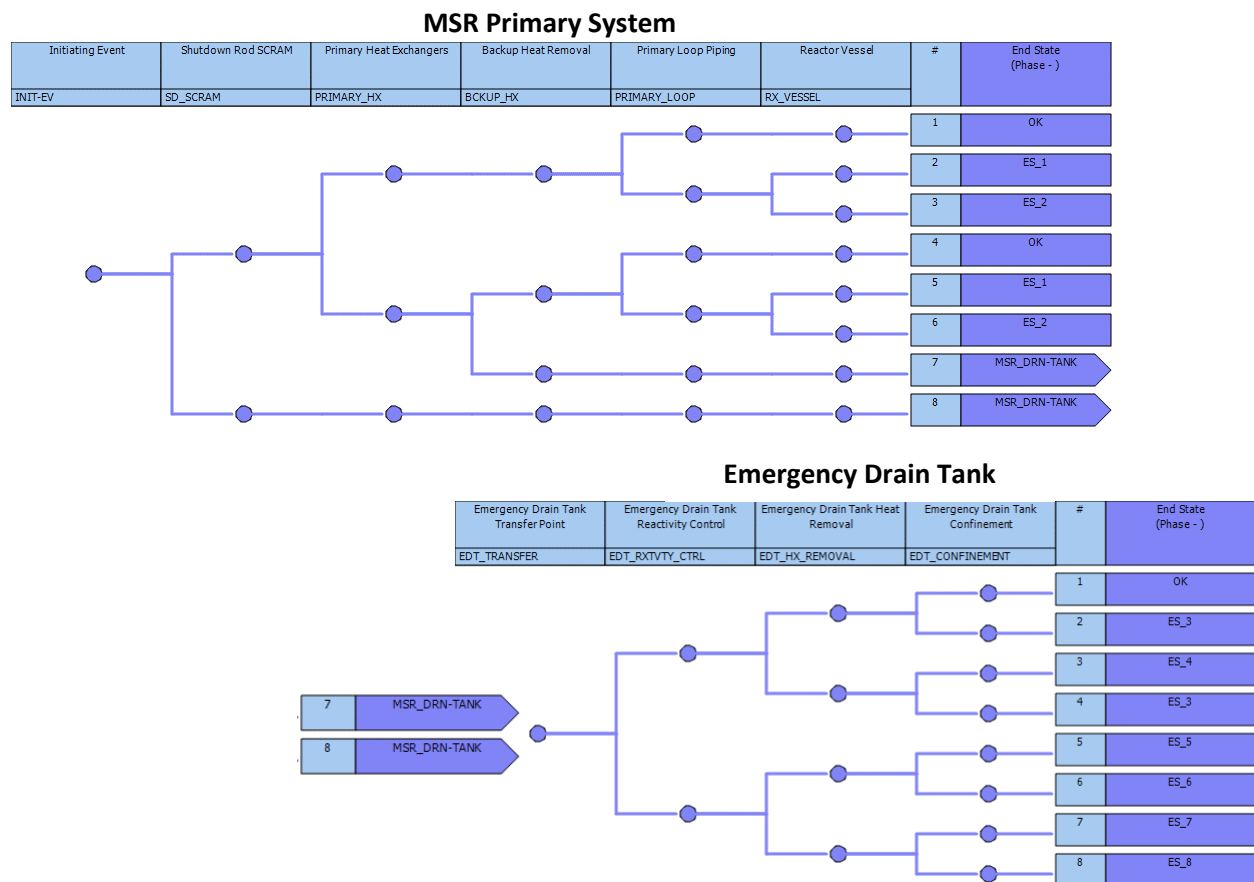 MSR Primary System
Initiating Event
Shutdown Rod SCRAM
Primary Heat Exchangers
Backup Heat Removal
Primary Loop Piping
Reactor Vessel
#
End State
(Phase - )
INIT-EV
SD_SCRAM
PRIMARY_HX
BCKUP_HX
PRIMARY_LOOP
RX_VESSEL
1
OK
2
ES_1
3
ES_2
4
OK
5
ES_1
6
ES_2
7
MSR_DRN-TANK
8
MSR_DRN-TANK
Emergency Drain Tank
Emergency Drain Tank
Transfer Point
Emergency Drain Tank
Reactivity Control
Emergency Drain Tank Heat
Removal
Emergency Drain Tank
Confinement
#
End State
(Phase - )
EDT_TRANSFER
EDT_RXTVTY_CTRL
EDT_HX_REMOVAL
EDT_CONFINEMENT
1
OK
2
ES_3
3
ES_4
4
ES_3
7
MSR_DRN-TANK
8
MSR_DRN-TANK
5
ES_5
6
ES_6
7
ES_7
8
ES_8